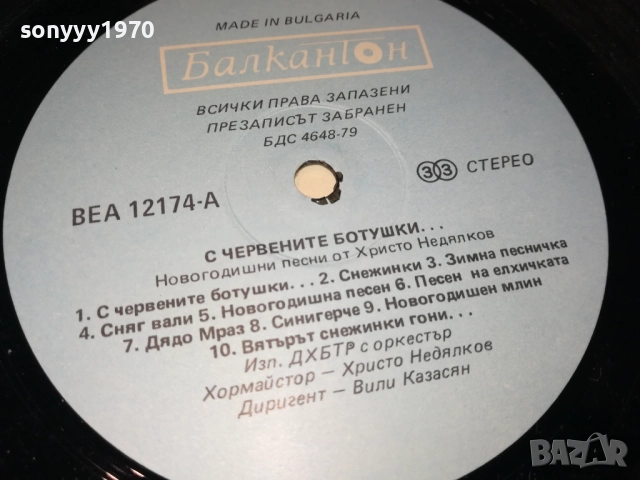 sonyyy1970
MADE IN BULGARIA
Балкантон
ВСИЧКИ ПРАВА ЗАПАЗЕНИ
ПРЕЗАПИСЪТ ЗАБРАНЕН
БДС 4648-79
ВЕА 12174-А
33 СТЕРЕО
С ЧЕРВЕНИТЕ БОТУШКИ...
Новогодишни песни от Христо Недялков
1. С червените ботушки... 2. Снежинки 3. Зимна песничка
4. Сняг вали 5. Новогодишна песен 6. Песен на елхичката
7. Дядо Мраз 8. Синигерче 9. Новогодишен млин
10. Вятърът снежинки гони...
Изп. ДХБТР с оркестър
Хормайстор – Христо Недялков
Диригент – Вили Казасян
BAZAR